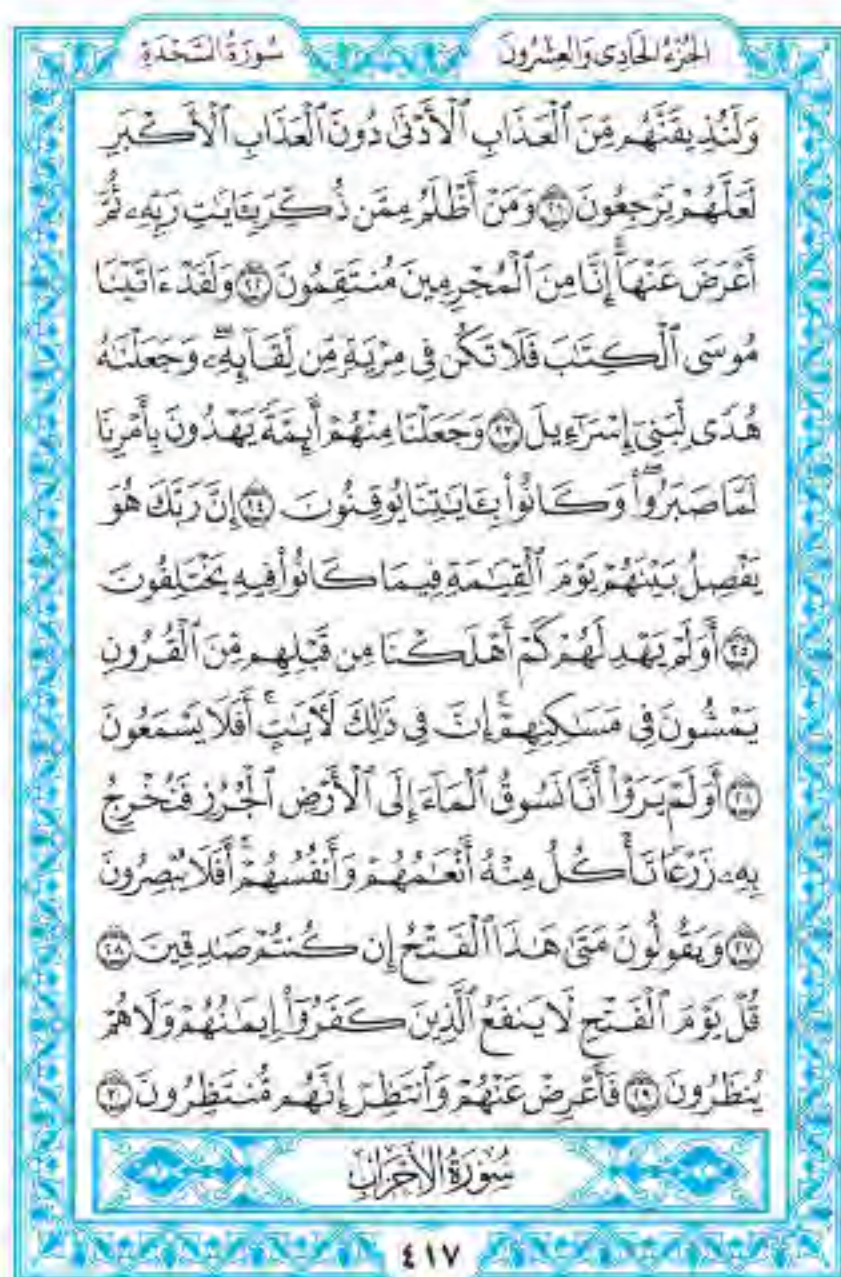 الجُزْءُ الحَادِي وَالعِشْرُونَ
سُورَةُ السَّجْدَةِ
وَلَنُذِيقَنَّهُم مِّنَ ٱلْعَذَابِ ٱلْأَدْنَىٰ دُونَ ٱلْعَذَابِ ٱلْأَكْبَرِ
لَعَلَّهُمْ يَرْجِعُونَ ٢١ وَمَنْ أَظْلَمُ مِمَّن ذُكِّرَ بِـَٔايَٰتِ رَبِّهِۦ ثُمَّ
أَعْرَضَ عَنْهَآ ۚ إِنَّا مِنَ ٱلْمُجْرِمِينَ مُنتَقِمُونَ ٢٢ وَلَقَدْ ءَاتَيْنَا
مُوسَى ٱلْكِتَٰبَ فَلَا تَكُن فِى مِرْيَةٍ مِّن لِّقَآئِهِۦ ۖ وَجَعَلْنَٰهُ
هُدًى لِّبَنِىٓ إِسْرَٰٓءِيلَ ٢٣ وَجَعَلْنَا مِنْهُمْ أَئِمَّةً يَهْدُونَ بِأَمْرِنَا
لَمَّا صَبَرُوا۟ ۖ وَكَانُوا۟ بِـَٔايَٰتِنَا يُوقِنُونَ ٢٤ إِنَّ رَبَّكَ هُوَ
يَفْصِلُ بَيْنَهُمْ يَوْمَ ٱلْقِيَٰمَةِ فِيمَا كَانُوا۟ فِيهِ يَخْتَلِفُونَ
٢٥ أَوَلَمْ يَهْدِ لَهُمْ كَمْ أَهْلَكْنَا مِن قَبْلِهِم مِّنَ ٱلْقُرُونِ
يَمْشُونَ فِى مَسَٰكِنِهِمْ ۚ إِنَّ فِى ذَٰلِكَ لَءَايَٰتٍ ۖ أَفَلَا يَسْمَعُونَ
٢٦ أَوَلَمْ يَرَوْا۟ أَنَّا نَسُوقُ ٱلْمَآءَ إِلَى ٱلْأَرْضِ ٱلْجُرُزِ فَنُخْرِجُ
بِهِۦ زَرْعًا تَأْكُلُ مِنْهُ أَنْعَٰمُهُمْ وَأَنفُسُهُمْ ۖ أَفَلَا يُبْصِرُونَ
٢٧ وَيَقُولُونَ مَتَىٰ هَٰذَا ٱلْفَتْحُ إِن كُنتُمْ صَٰدِقِينَ ٢٨
قُلْ يَوْمَ ٱلْفَتْحِ لَا يَنفَعُ ٱلَّذِينَ كَفَرُوٓا۟ إِيمَٰنُهُمْ وَلَا هُمْ
يُنظَرُونَ ٢٩ فَأَعْرِضْ عَنْهُمْ وَٱنتَظِرْ إِنَّهُم مُّنتَظِرُونَ ٣٠
سُورَةُ الأَحْزَابِ
٤١٧